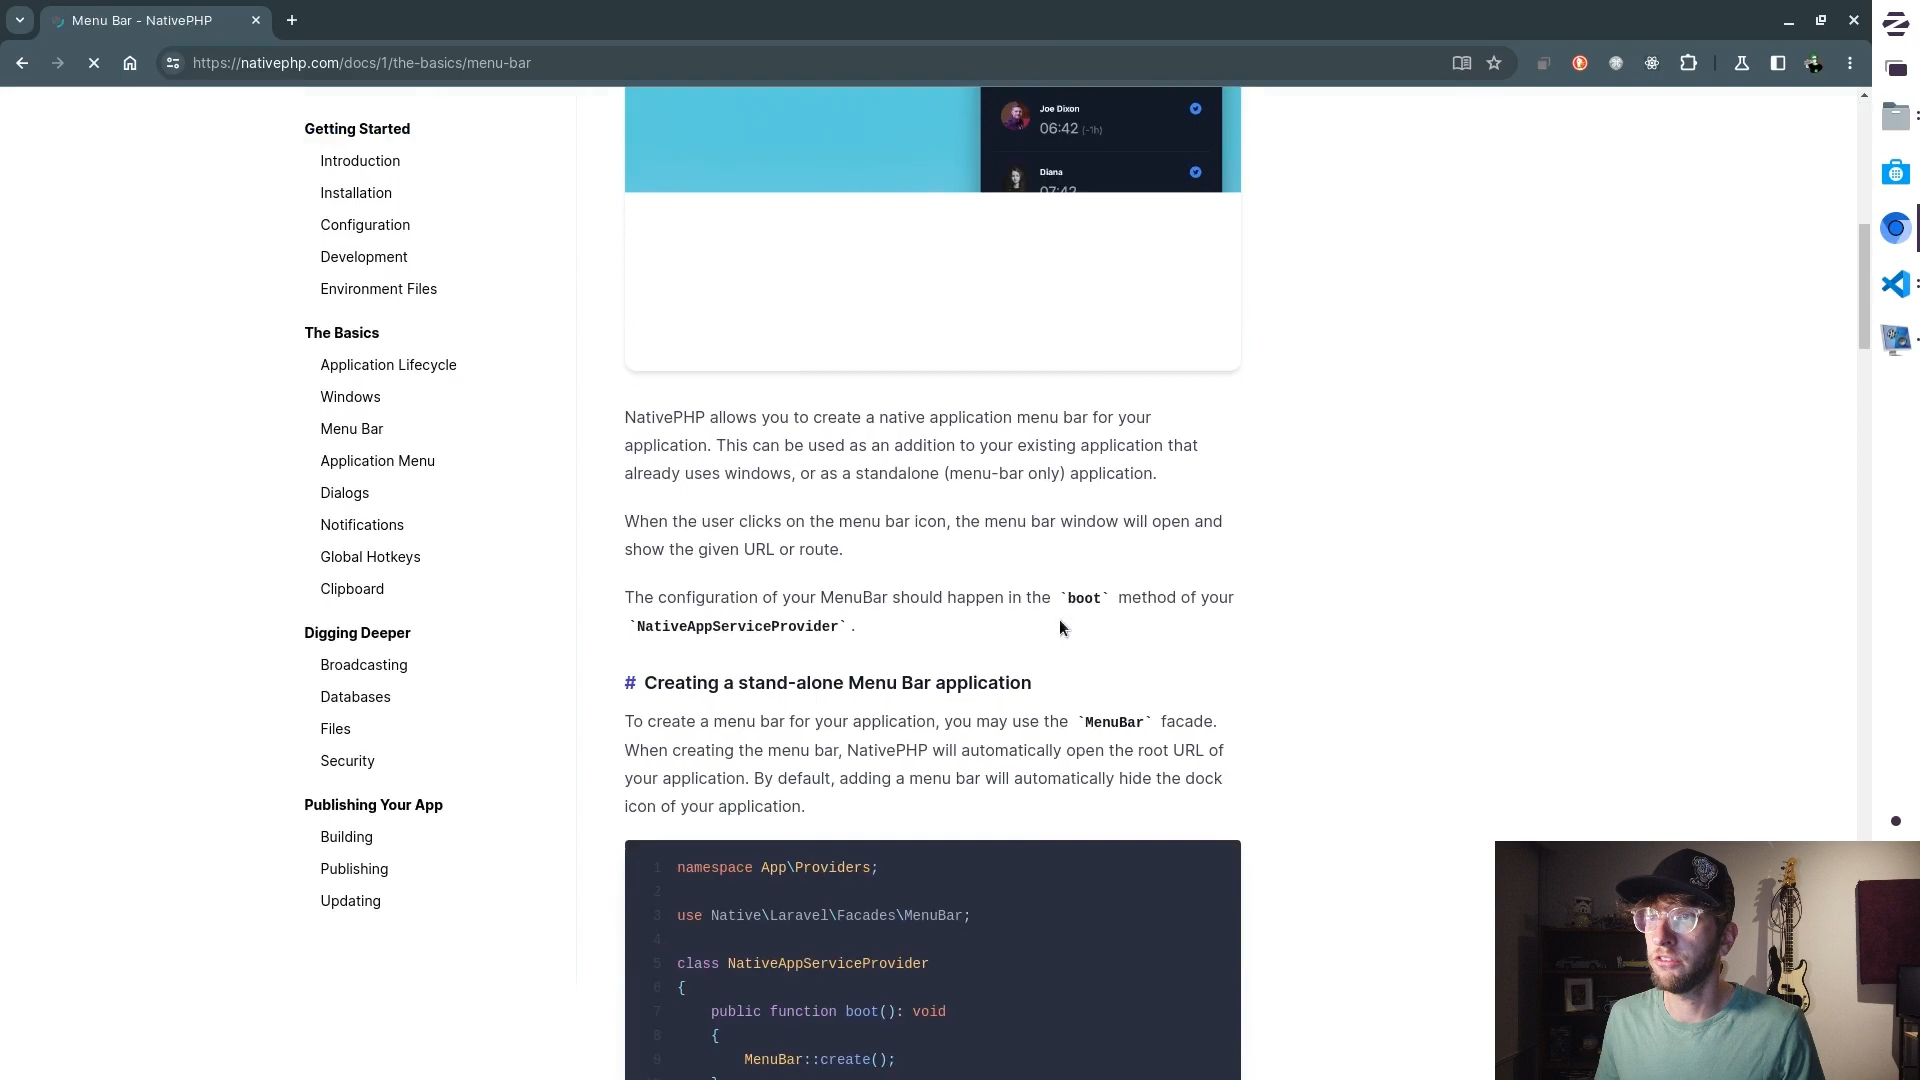 Menu Bar - NativePHP
https://nativephp.com/docs/1/the-basics/menu-bar
Getting Started
Introduction
Installation
Configuration
Development
Environment Files
The Basics
Application Lifecycle
Windows
Menu Bar
Application Menu
Dialogs
Notifications
Global Hotkeys
Clipboard
Digging Deeper
Broadcasting
Databases
Files
Security
Publishing Your App
Building
Publishing
Updating
Joe Dixon
06:42 (-1h)
Diana
07:42
NativePHP allows you to create a native application menu bar for your
application. This can be used as an addition to your existing application that
already uses windows, or as a standalone (menu-bar only) application.
When the user clicks on the menu bar icon, the menu bar window will open and
show the given URL or route.
The configuration of your MenuBar should happen in the `boot` method of your
`NativeAppServiceProvider`.
# Creating a stand-alone Menu Bar application
To create a menu bar for your application, you may use the `MenuBar` facade.
When creating the menu bar, NativePHP will automatically open the root URL of
your application. By default, adding a menu bar will automatically hide the dock
icon of your application.
1 namespace App\Providers;
2
3 use Native\Laravel\Facades\MenuBar;
4
5 class NativeAppServiceProvider
6 {
7 public function boot(): void
8 {
9 MenuBar::create();